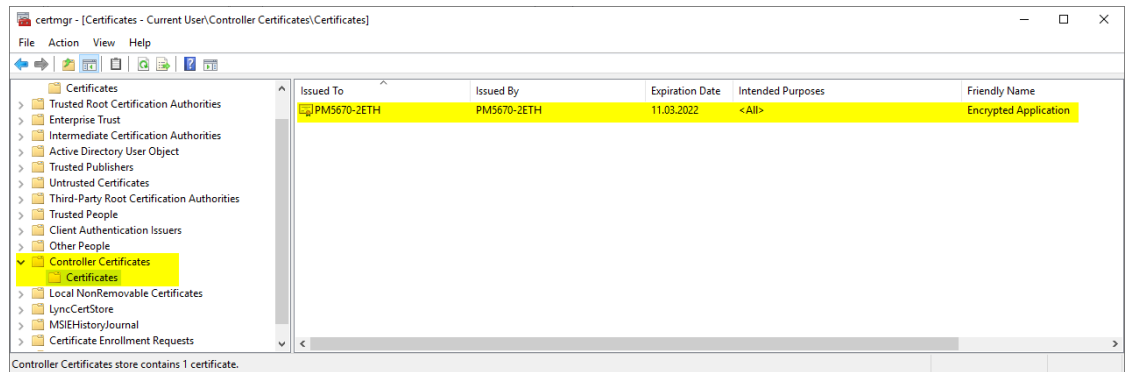 certmgr - [Certificates - Current User\Controller Certificates\Certificates]
File Action View Help
Certificates
Trusted Root Certification Authorities
Enterprise Trust
Intermediate Certification Authorities
Active Directory User Object
Trusted Publishers
Untrusted Certificates
Third-Party Root Certification Authorities
Trusted People
Client Authentication Issuers
Other People
Controller Certificates
Certificates
Local NonRemovable Certificates
LyncCertStore
MSIEHistoryJournal
Certificate Enrollment Requests
Issued To Issued By Expiration Date Intended Purposes Friendly Name
PM5670-2ETH PM5670-2ETH 11.03.2022 <All> Encrypted Application
Controller Certificates store contains 1 certificate.